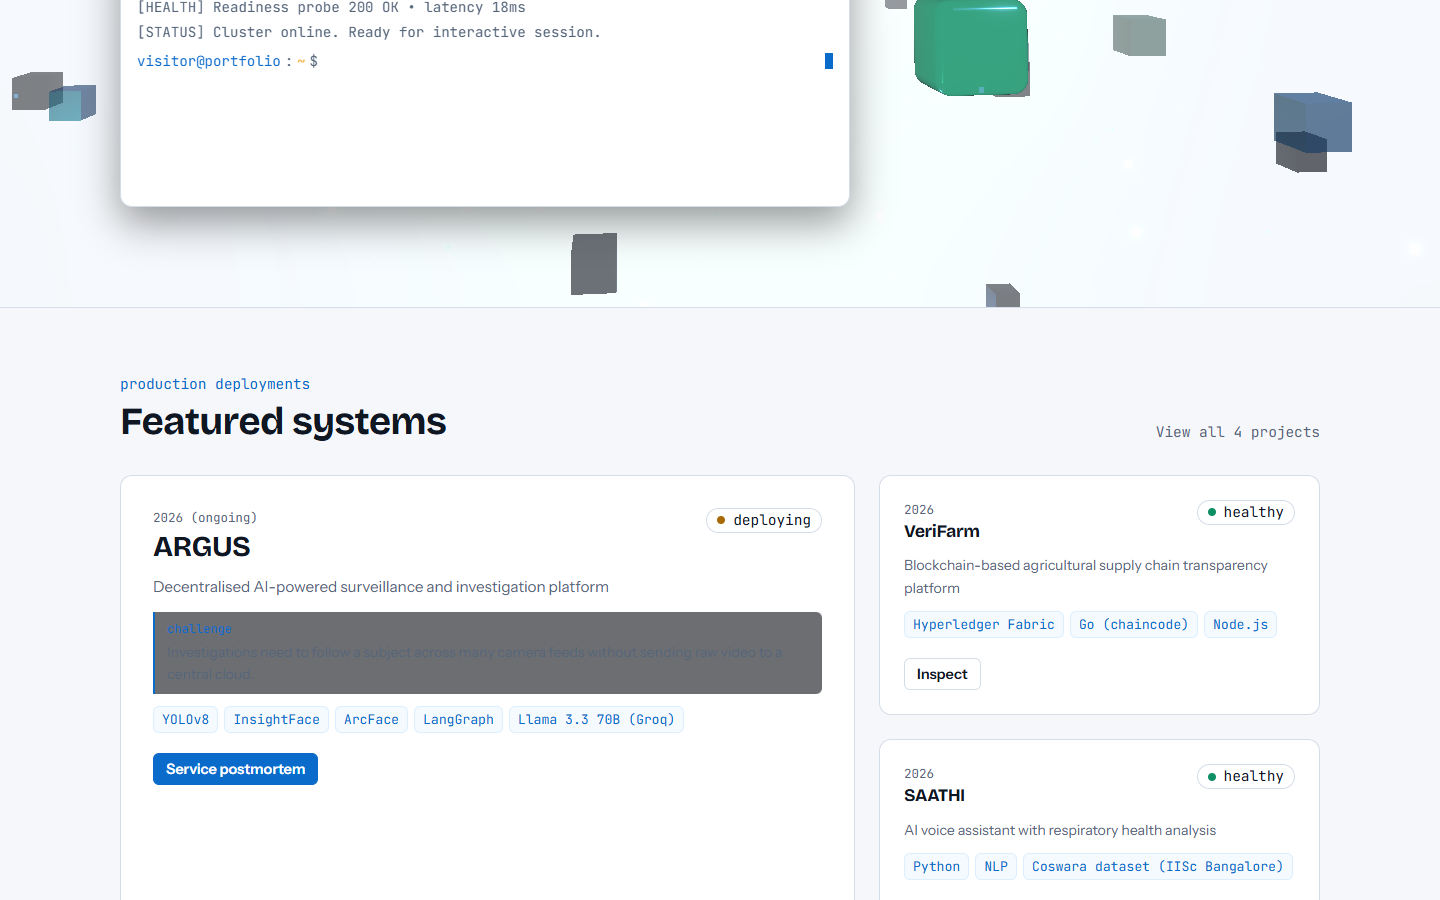 [HEALTH] Readiness probe 200 OK • latency 18ms
[STATUS] Cluster online. Ready for interactive session.
visitor@portfolio:~$
production deployments
Featured systems
View all 4 projects
2026 (ongoing)
deploying
ARGUS
Decentralised AI-powered surveillance and investigation platform
challenge
Investigations need to follow a subject across many camera feeds without sending raw video to a
central cloud.
YOLOv8 InsightFace ArcFace LangGraph Llama 3.3 70B (Groq)
Service postmortem
2026
healthy
VeriFarm
Blockchain-based agricultural supply chain transparency
platform
Hyperledger Fabric Go (chaincode) Node.js
Inspect
2026
healthy
SAATHI
AI voice assistant with respiratory health analysis
Python NLP Coswara dataset (IISc Bangalore)